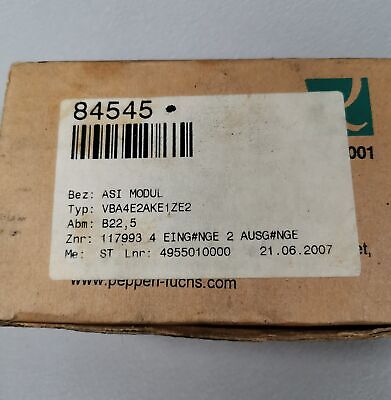 84545
001
Bez: ASI MODUL
Typ: VBA4E2AKE1ZE2
Abm: B22,5
Znr: 117993 4 EING#NGE 2 AUSG#NGE
Me: ST Lnr: 4955010000 21.06.2007
et,
www.pepperl-fuchs.com